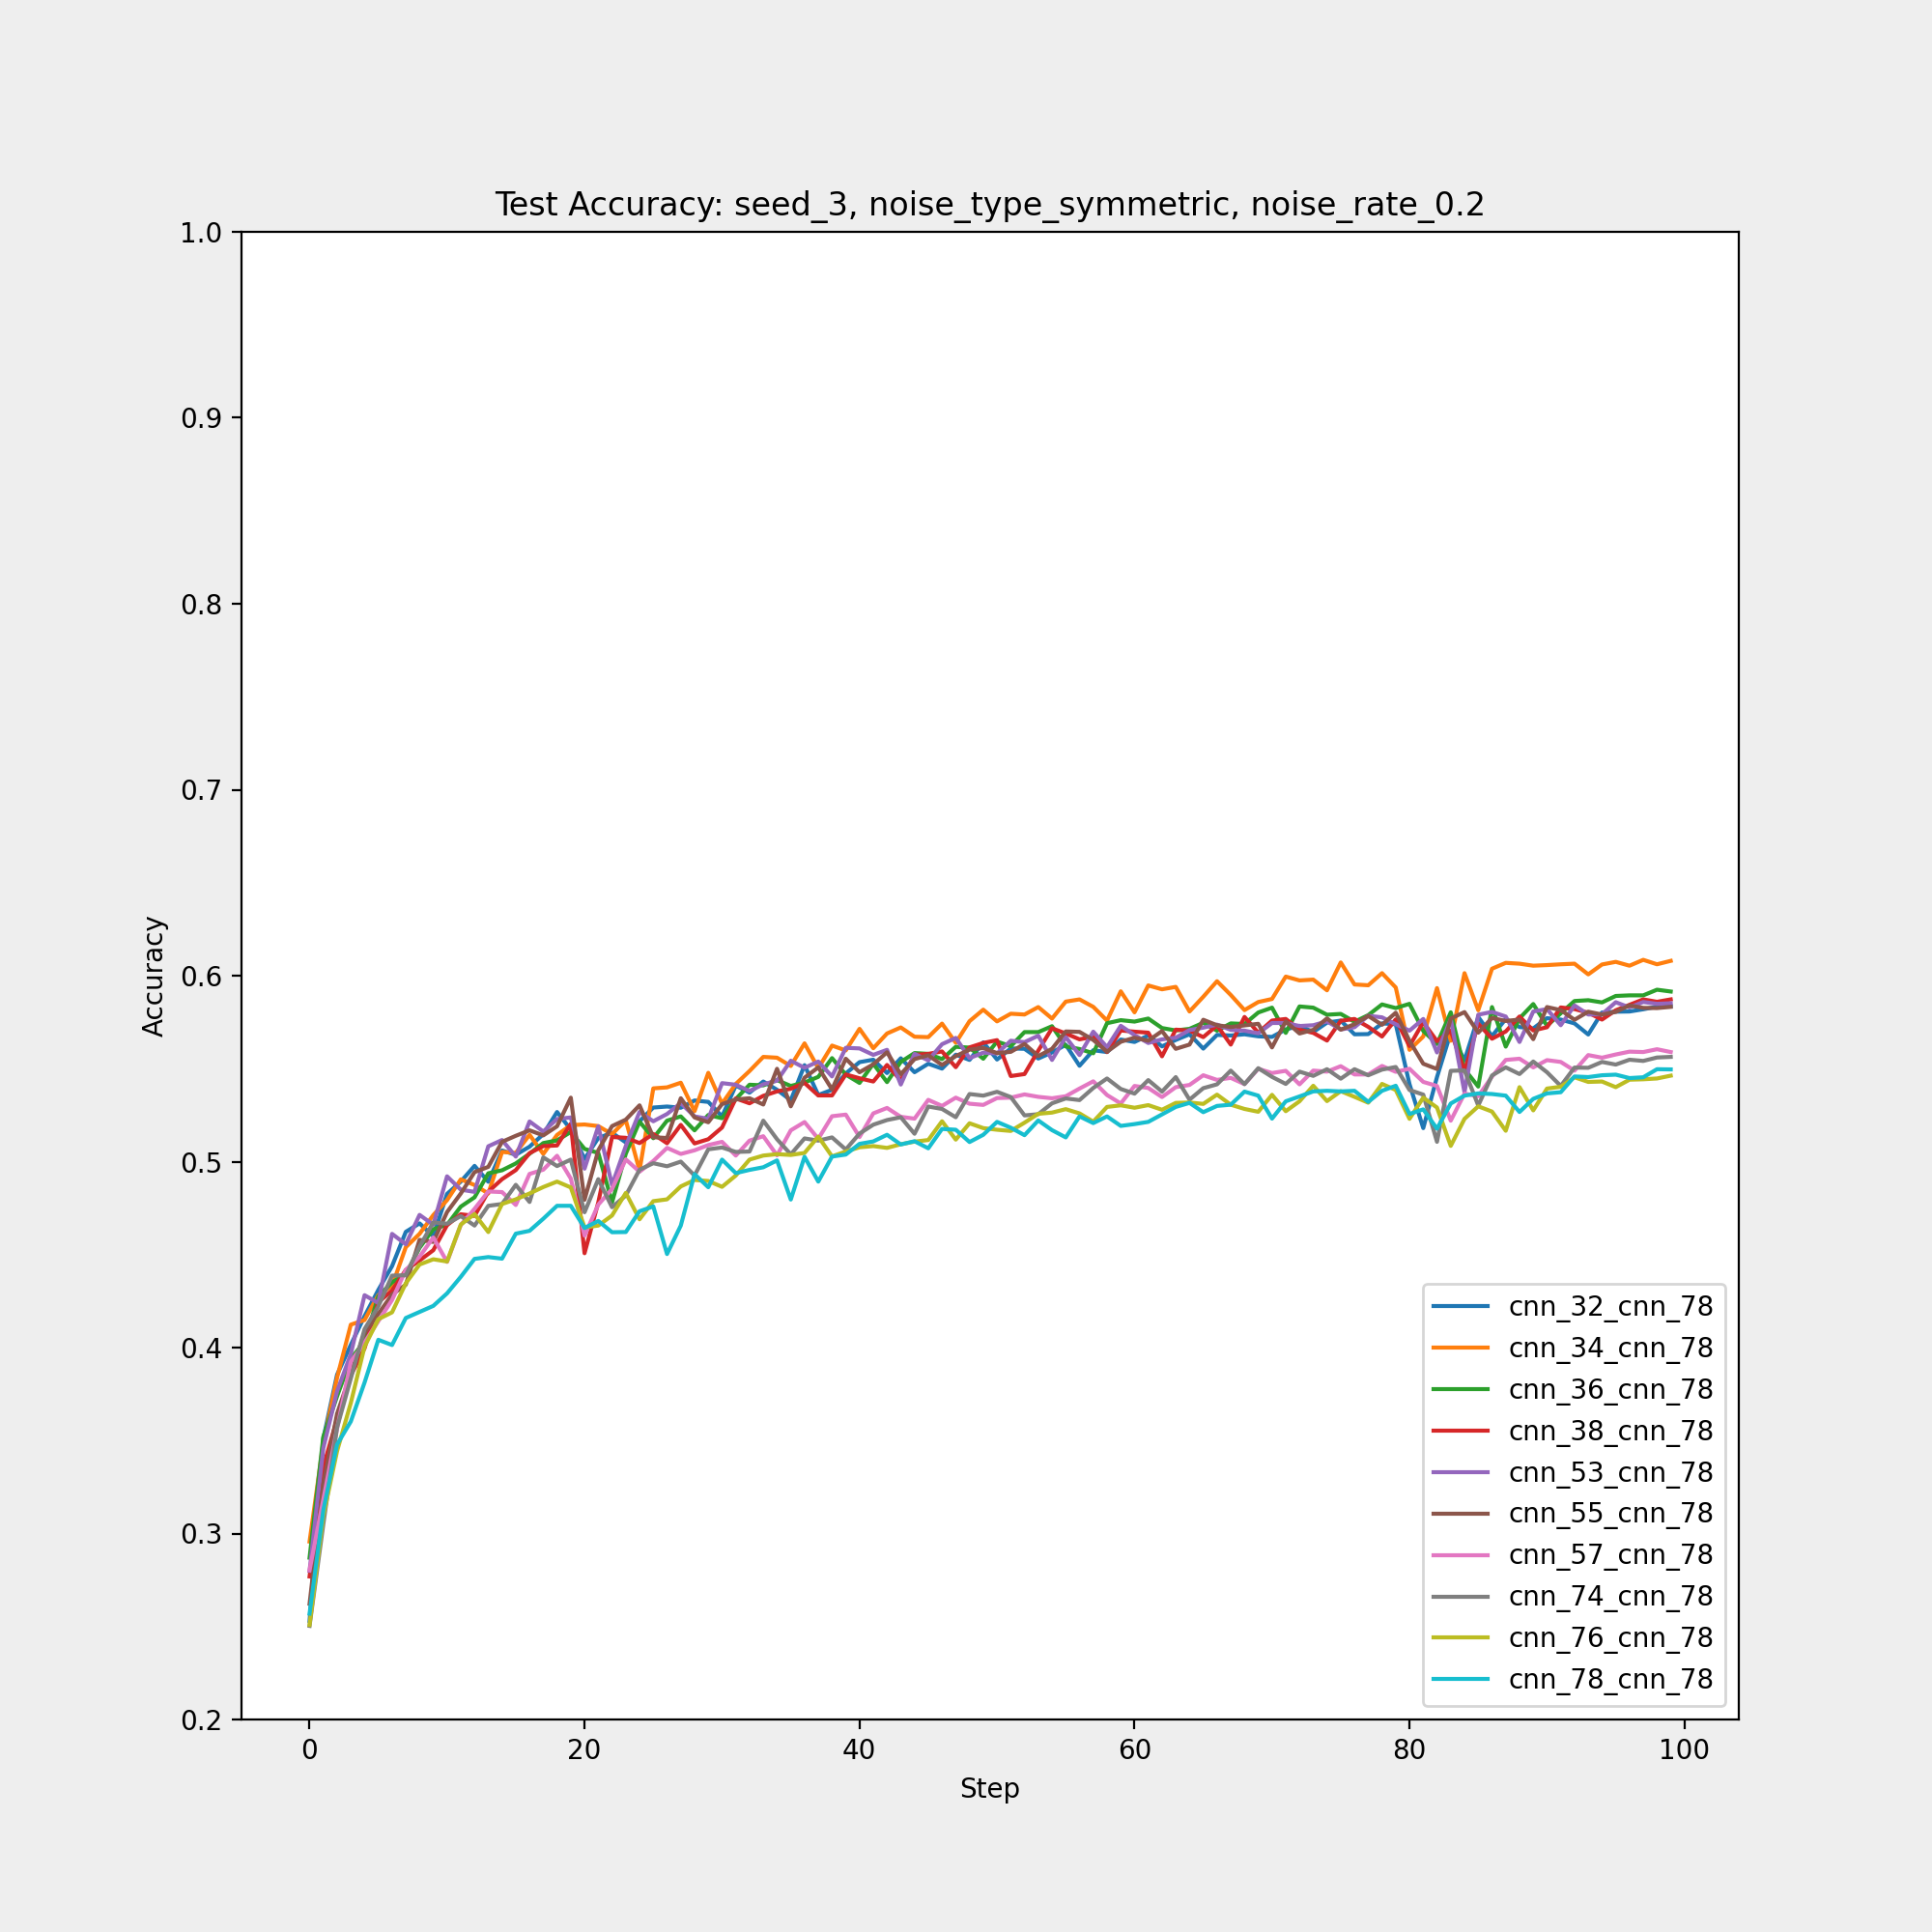 Test Accuracy: seed_3, noise_type_symmetric, noise_rate_0.2
1.0
0.9
0.8
0.7
0.6
0.5
0.4
0.3
0.2
Accuracy
0
20
40
60
80
100
Step
cnn_32_cnn_78
cnn_34_cnn_78
cnn_36_cnn_78
cnn_38_cnn_78
cnn_53_cnn_78
cnn_55_cnn_78
cnn_57_cnn_78
cnn_74_cnn_78
cnn_76_cnn_78
cnn_78_cnn_78